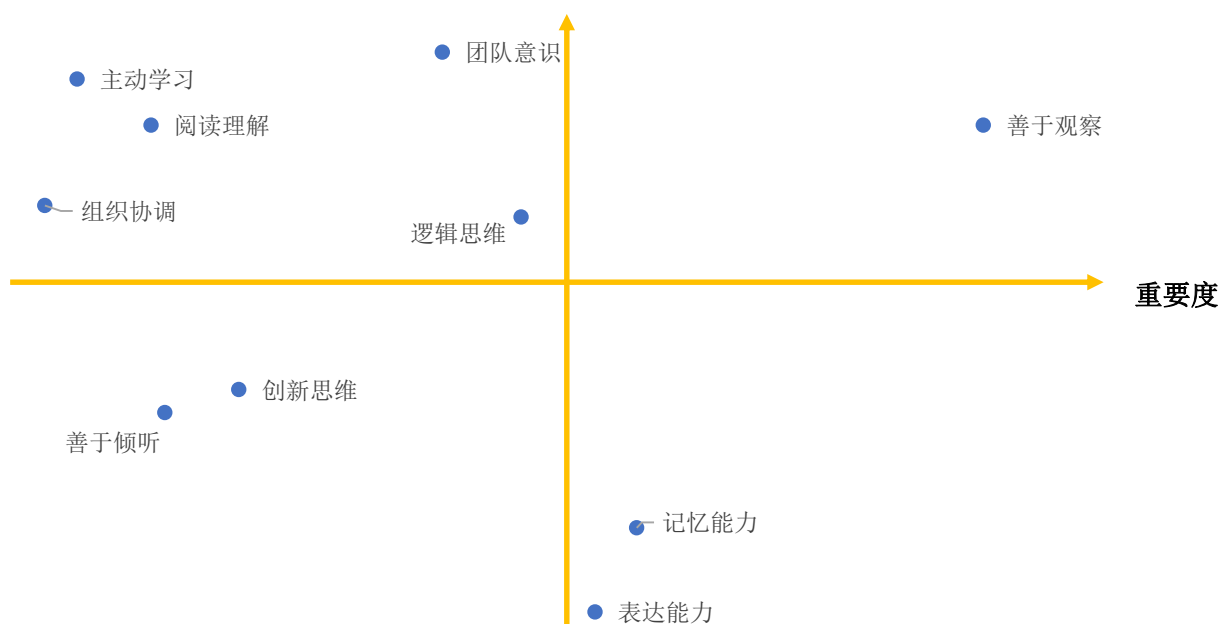 团队意识
主动学习
阅读理解
善于观察
组织协调
逻辑思维
重要度
创新思维
善于倾听
记忆能力
表达能力